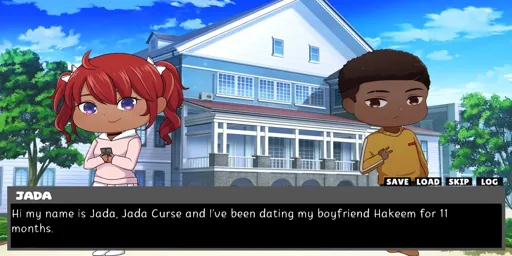 SAVE LOAD SKIP LOG
JADA
Hi my name is Jada, Jada Curse and I've been dating my boyfriend Hakeem for 11
months.